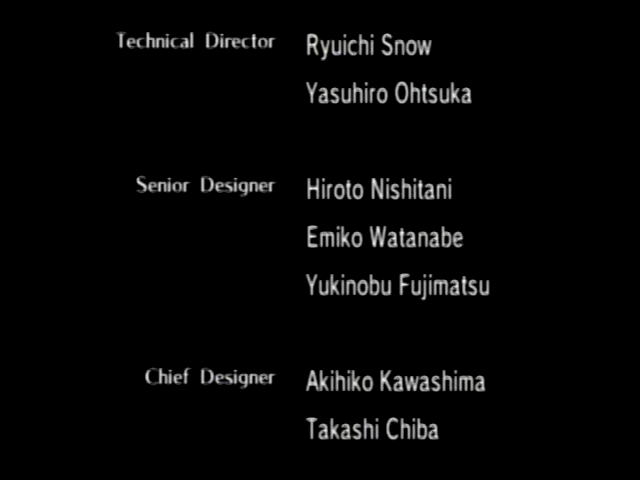 Technical Director Ryuichi Snow
Yasuhiro Ohtsuka
Senior Designer Hiroto Nishitani
Emiko Watanabe
Yukinobu Fujimatsu
Chief Designer Akihiko Kawashima
Takashi Chiba